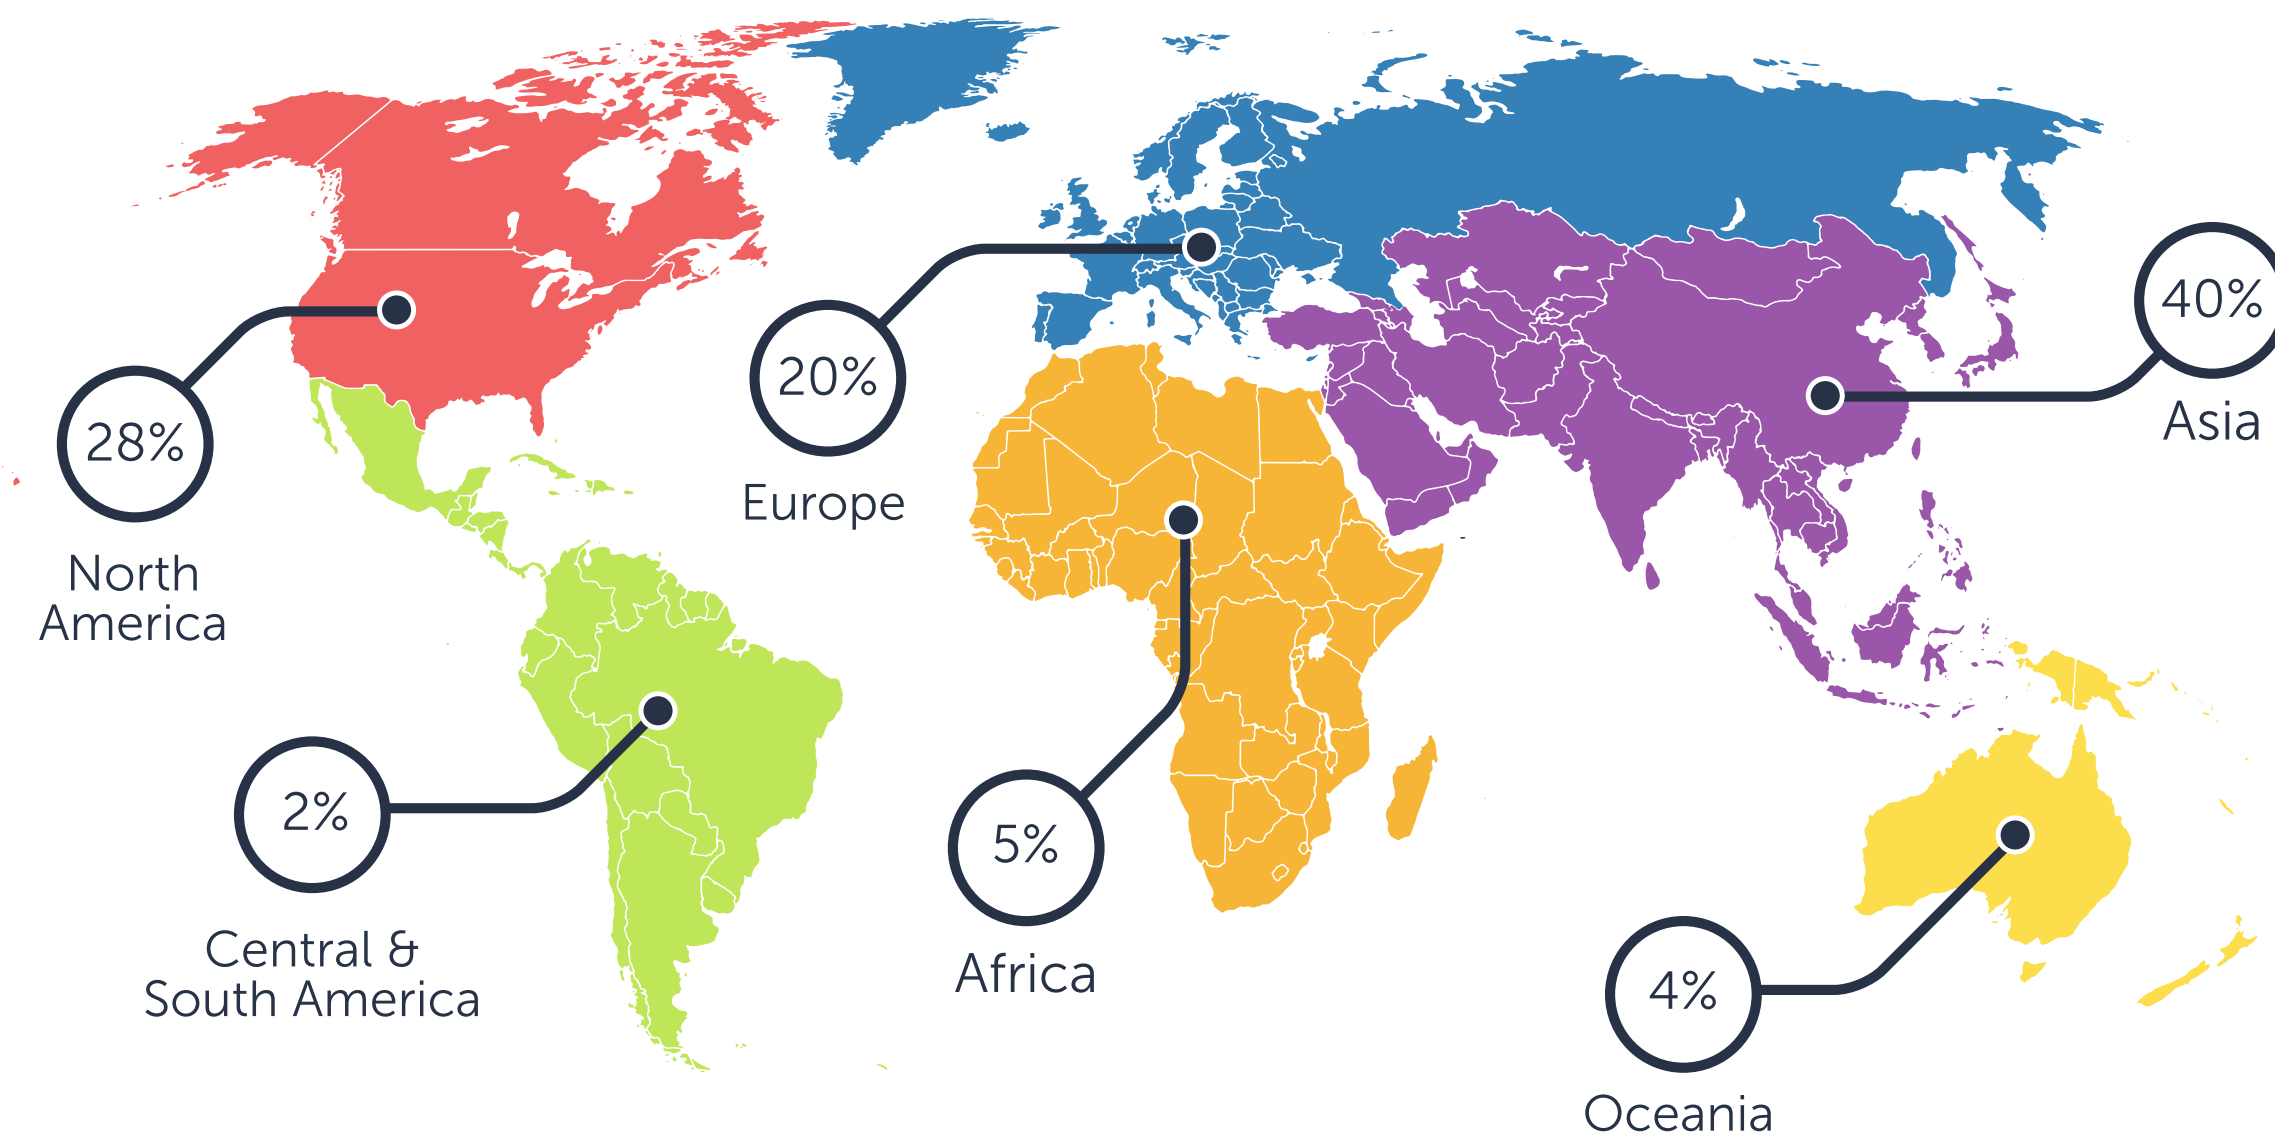 40%
Asia
20%
Europe
28%
North
America
2%
Central &
South America
5%
Africa
4%
Oceania